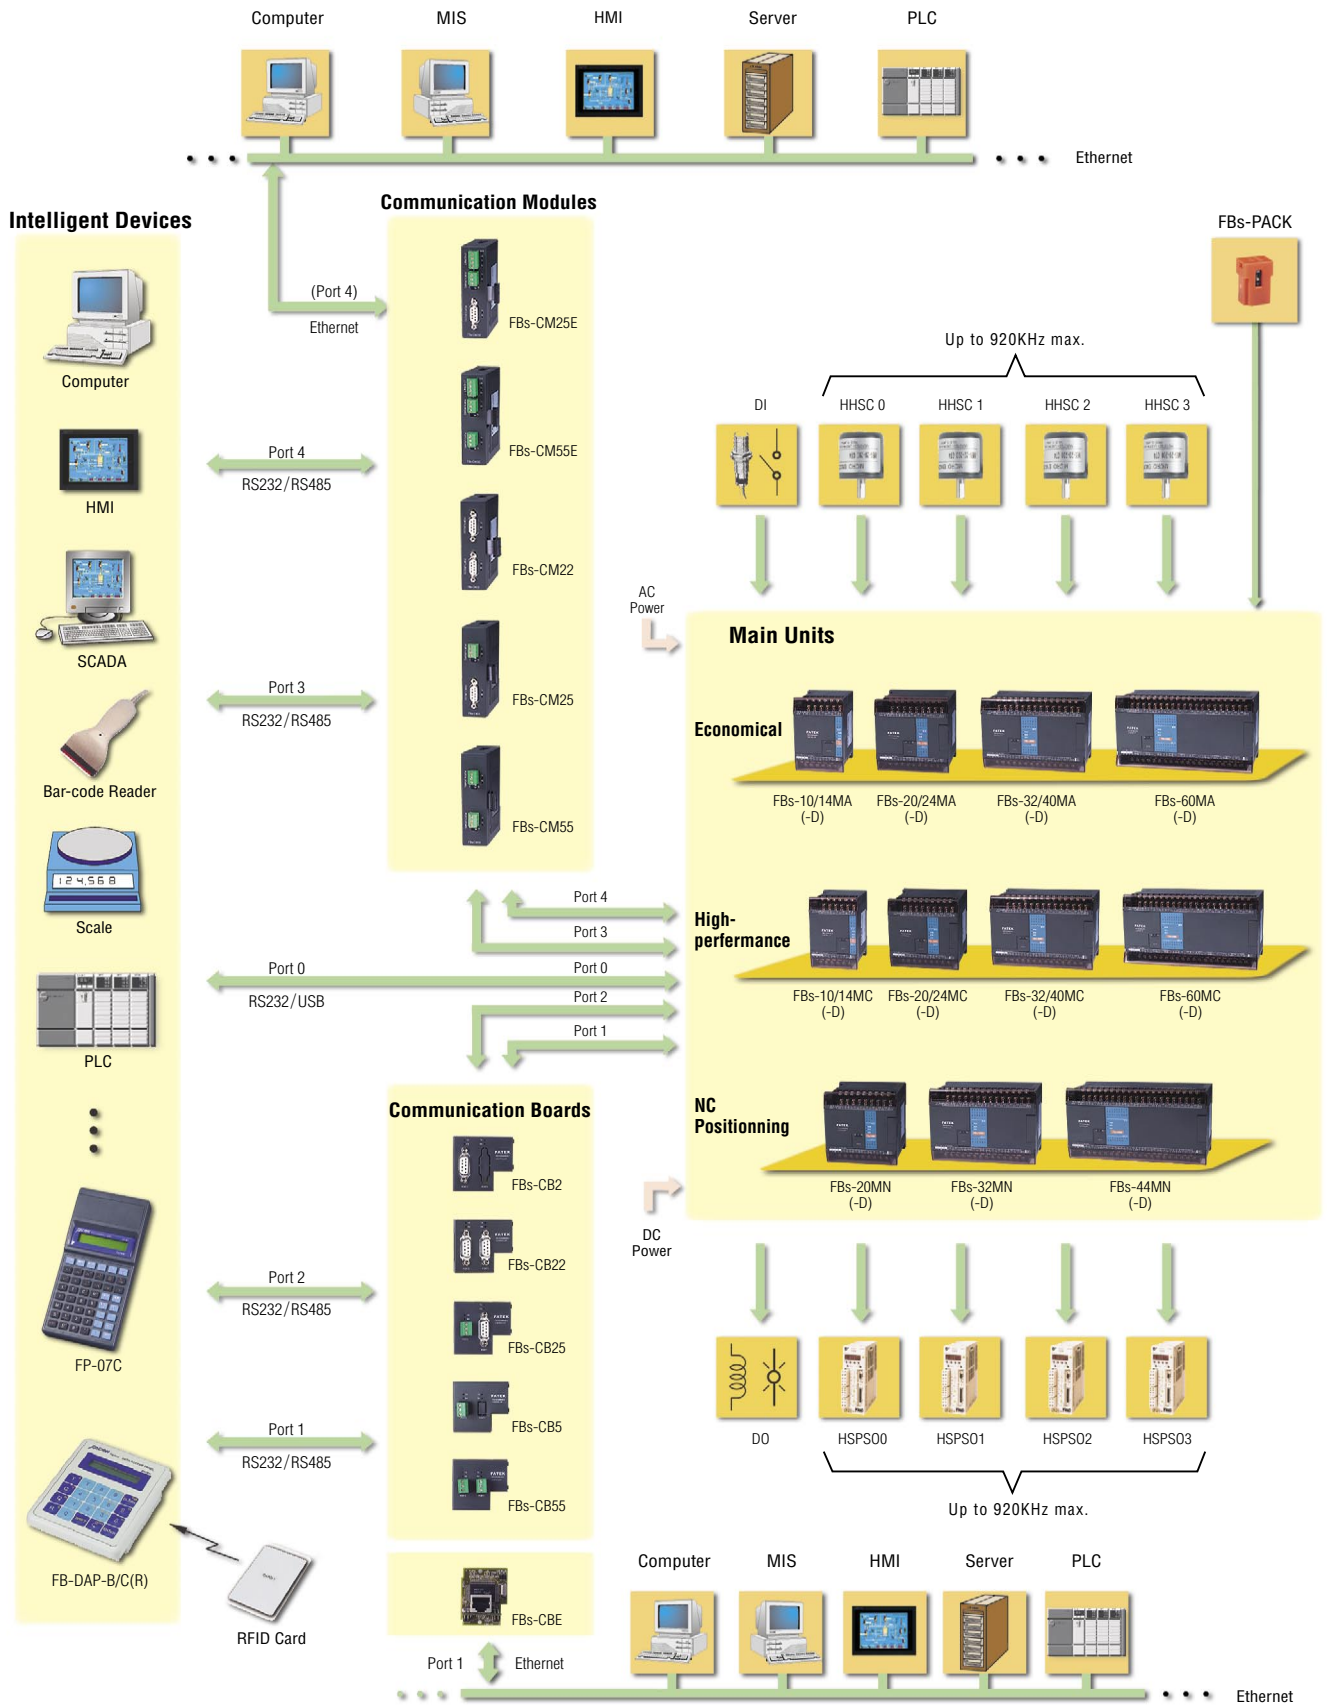 Computer
MIS
HMI
Server
PLC
Ethernet
Communication Modules
Intelligent Devices
FBs-PACK
(Port 4)
Ethernet
FBs-CM25E
Up to 920KHz max.
Computer
DI
HHSC 0
HHSC 1
HHSC 2
HHSC 3
Port 4
RS232/RS485
FBs-CM55E
HMI
FBs-CM22
AC
Power
Main Units
SCADA
Port 3
RS232/RS485
FBs-CM25
Economical
Bar-code Reader
FBs-10/14MA
(-D)
FBs-20/24MA
(-D)
FBs-32/40MA
(-D)
FBs-60MA
(-D)
FBs-CM55
124,568
Scale
Port 4
Port 3
High-
perfermance
Port 0
RS232/USB
Port 0
Port 2
Port 1
FBs-10/14MC
(-D)
FBs-20/24MC
(-D)
FBs-32/40MC
(-D)
FBs-60MC
(-D)
PLC
Communication Boards
NC
Positionning
FATEK
FBs-CB2
FBs-20MN
(-D)
FBs-32MN
(-D)
FBs-44MN
(-D)
DC
Power
FATEK
FBs-CB22
Port 2
RS232/RS485
FATEK
FBs-CB25
FP-07C
FATEK
FBs-CB5
Port 1
RS232/RS485
DO
HSPSO0
HSPSO1
HSPSO2
HSPSO3
FATEK
FBs-CB55
Up to 920KHz max.
FB-DAP-B/C(R)
RFID Card
FBs-CBE
Computer
MIS
HMI
Server
PLC
Port 1
Ethernet
Ethernet